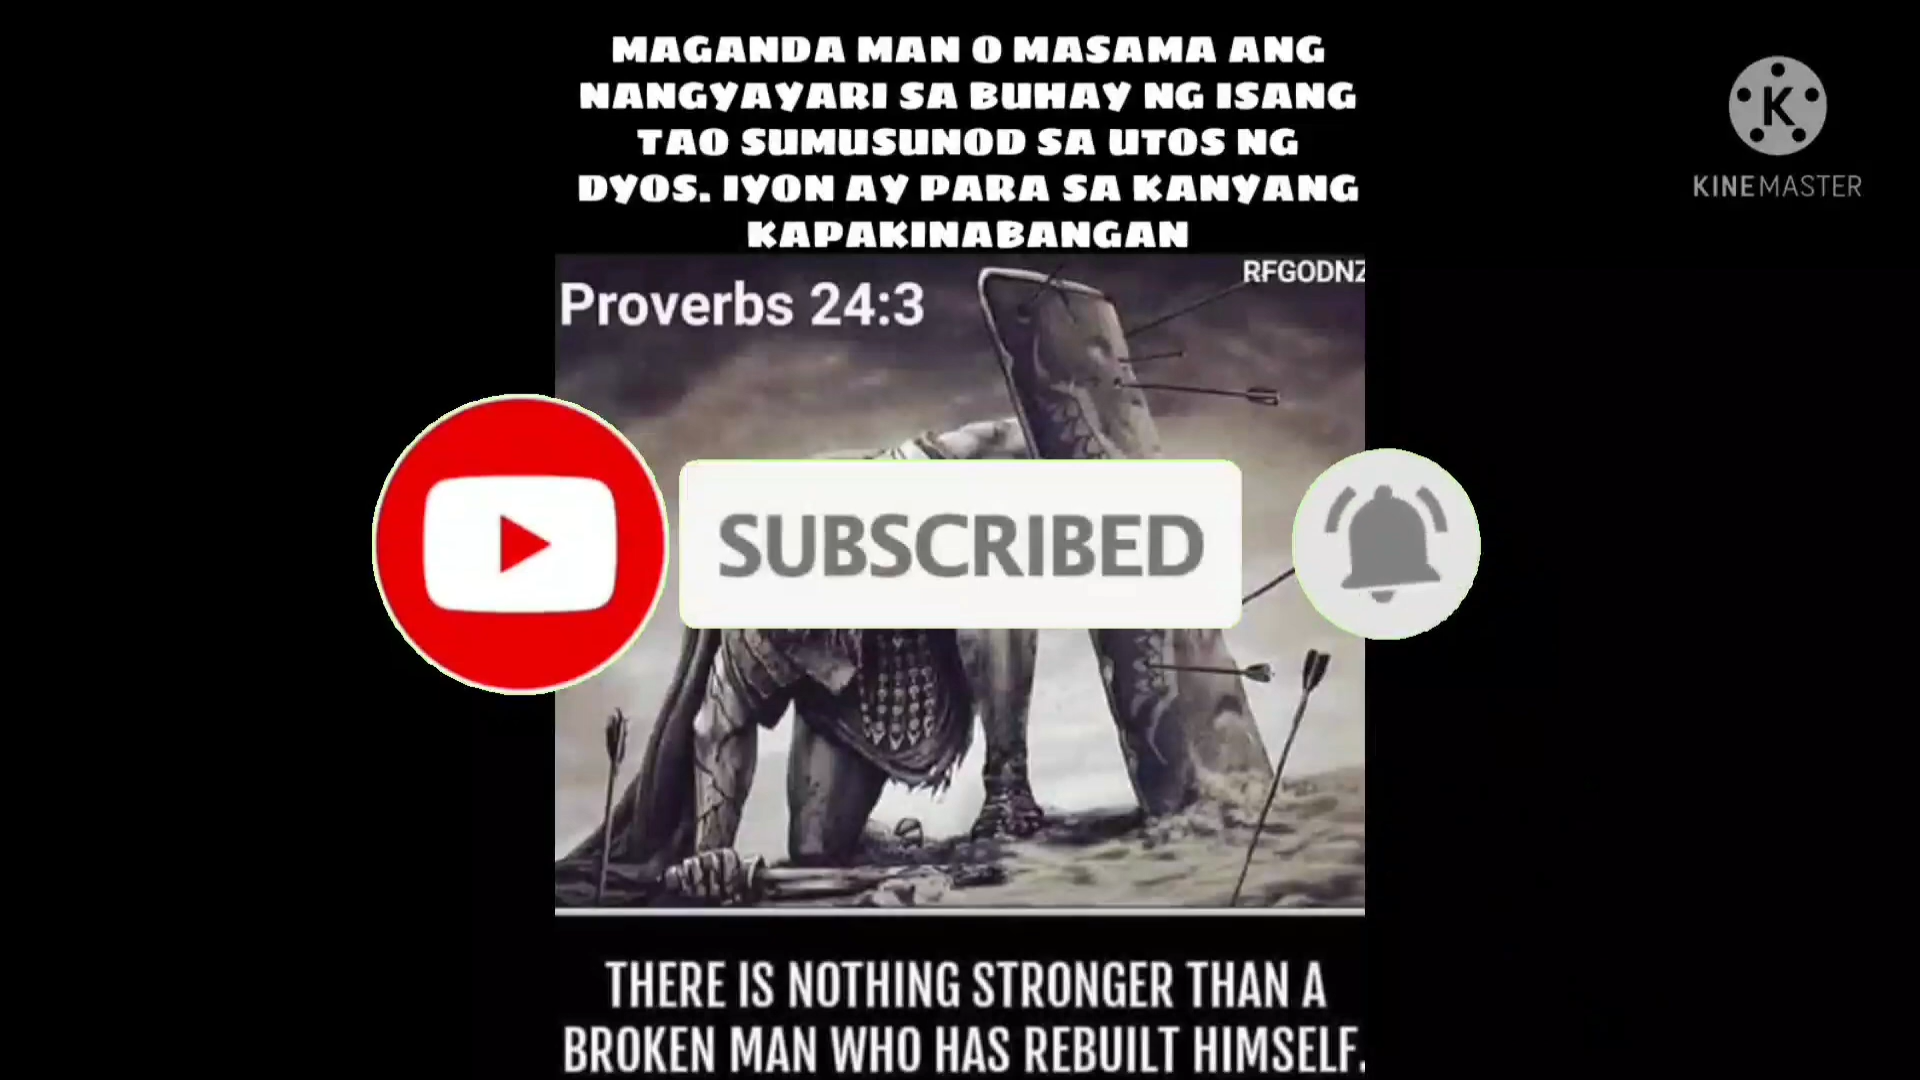 MAGANDA MAN O MASAMA ANG
NANGYAYARI SA BUHAY NG ISANG
TAO SUMUSUNOD SA UTOS NG
DYOS. IYON AY PARA SA KANYANG
KAPAKINABANGAN
K
KINEMASTER
RFGODNZ
Proverbs 24:3
SUBSCRIBED
THERE IS NOTHING STRONGER THAN A
BROKEN MAN WHO HAS REBUILT HIMSELF.